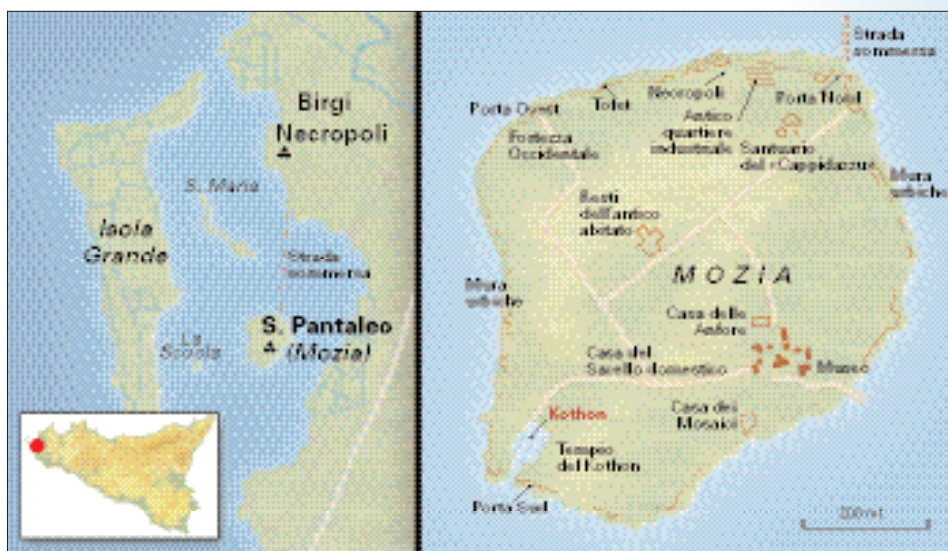 Birgi
Necropoli
S. Maria
Isola
Grande
Strada
sommersa
S. Pantaleo
(Mozia)
La
Scuola
Strada
sommersa
Necropoli
Tofet
Porta Ovest
Porta Nord
Antico
quartiere
industriale
Fortezza
Occidentale
Santuario
del «Cappidazzu»
Mura
urbiche
Resti
dell'antico
abitato
MOZIA
Mura
urbiche
Casa delle
Anfore
Casa del
Sacello domestico
Museo
Kothon
Casa dei
Mosaici
Tempio
del Kothon
Porta Sud
200 mt